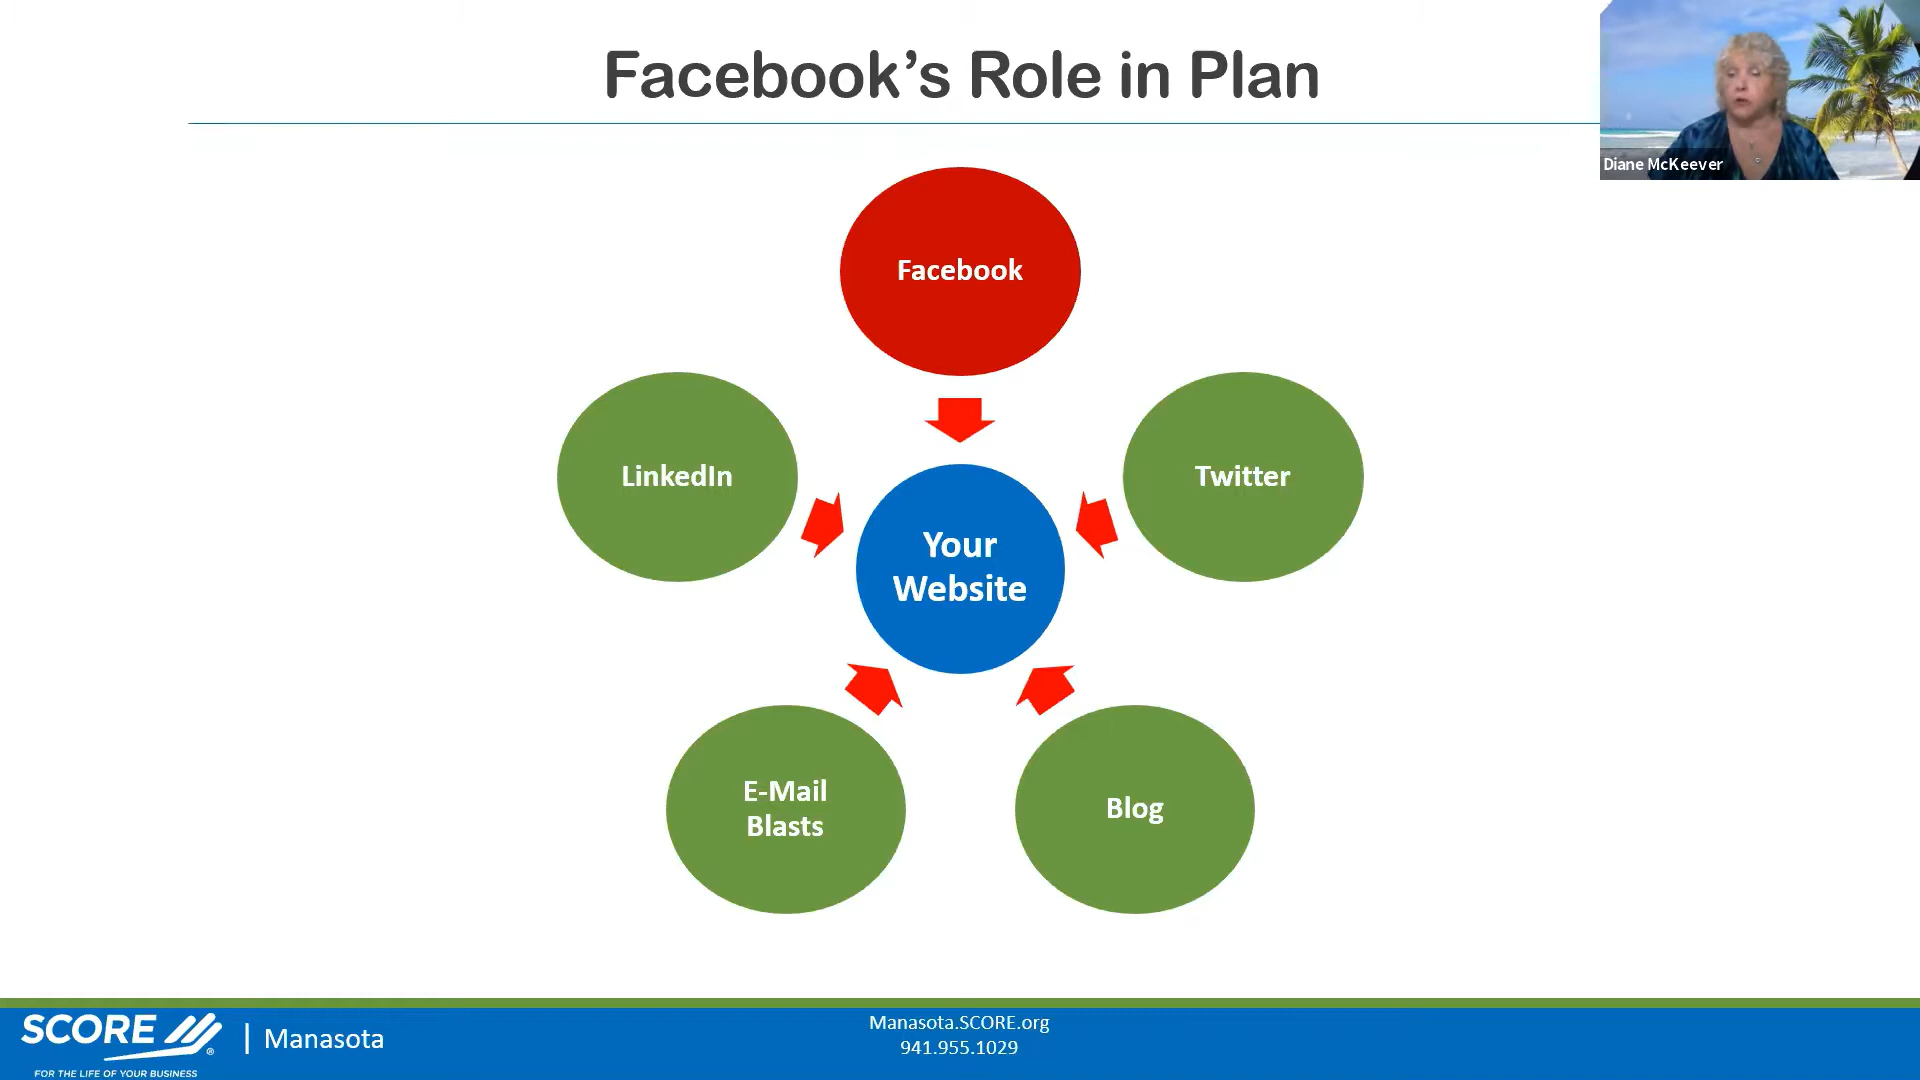 Facebook’s Role in Plan
Diane McKeever
Facebook
LinkedIn
Twitter
Your
Website
E-Mail
Blasts
Blog
SCORE
®
| Manasota
FOR THE LIFE OF YOUR BUSINESS
Manasota.SCORE.org
941.955.1029